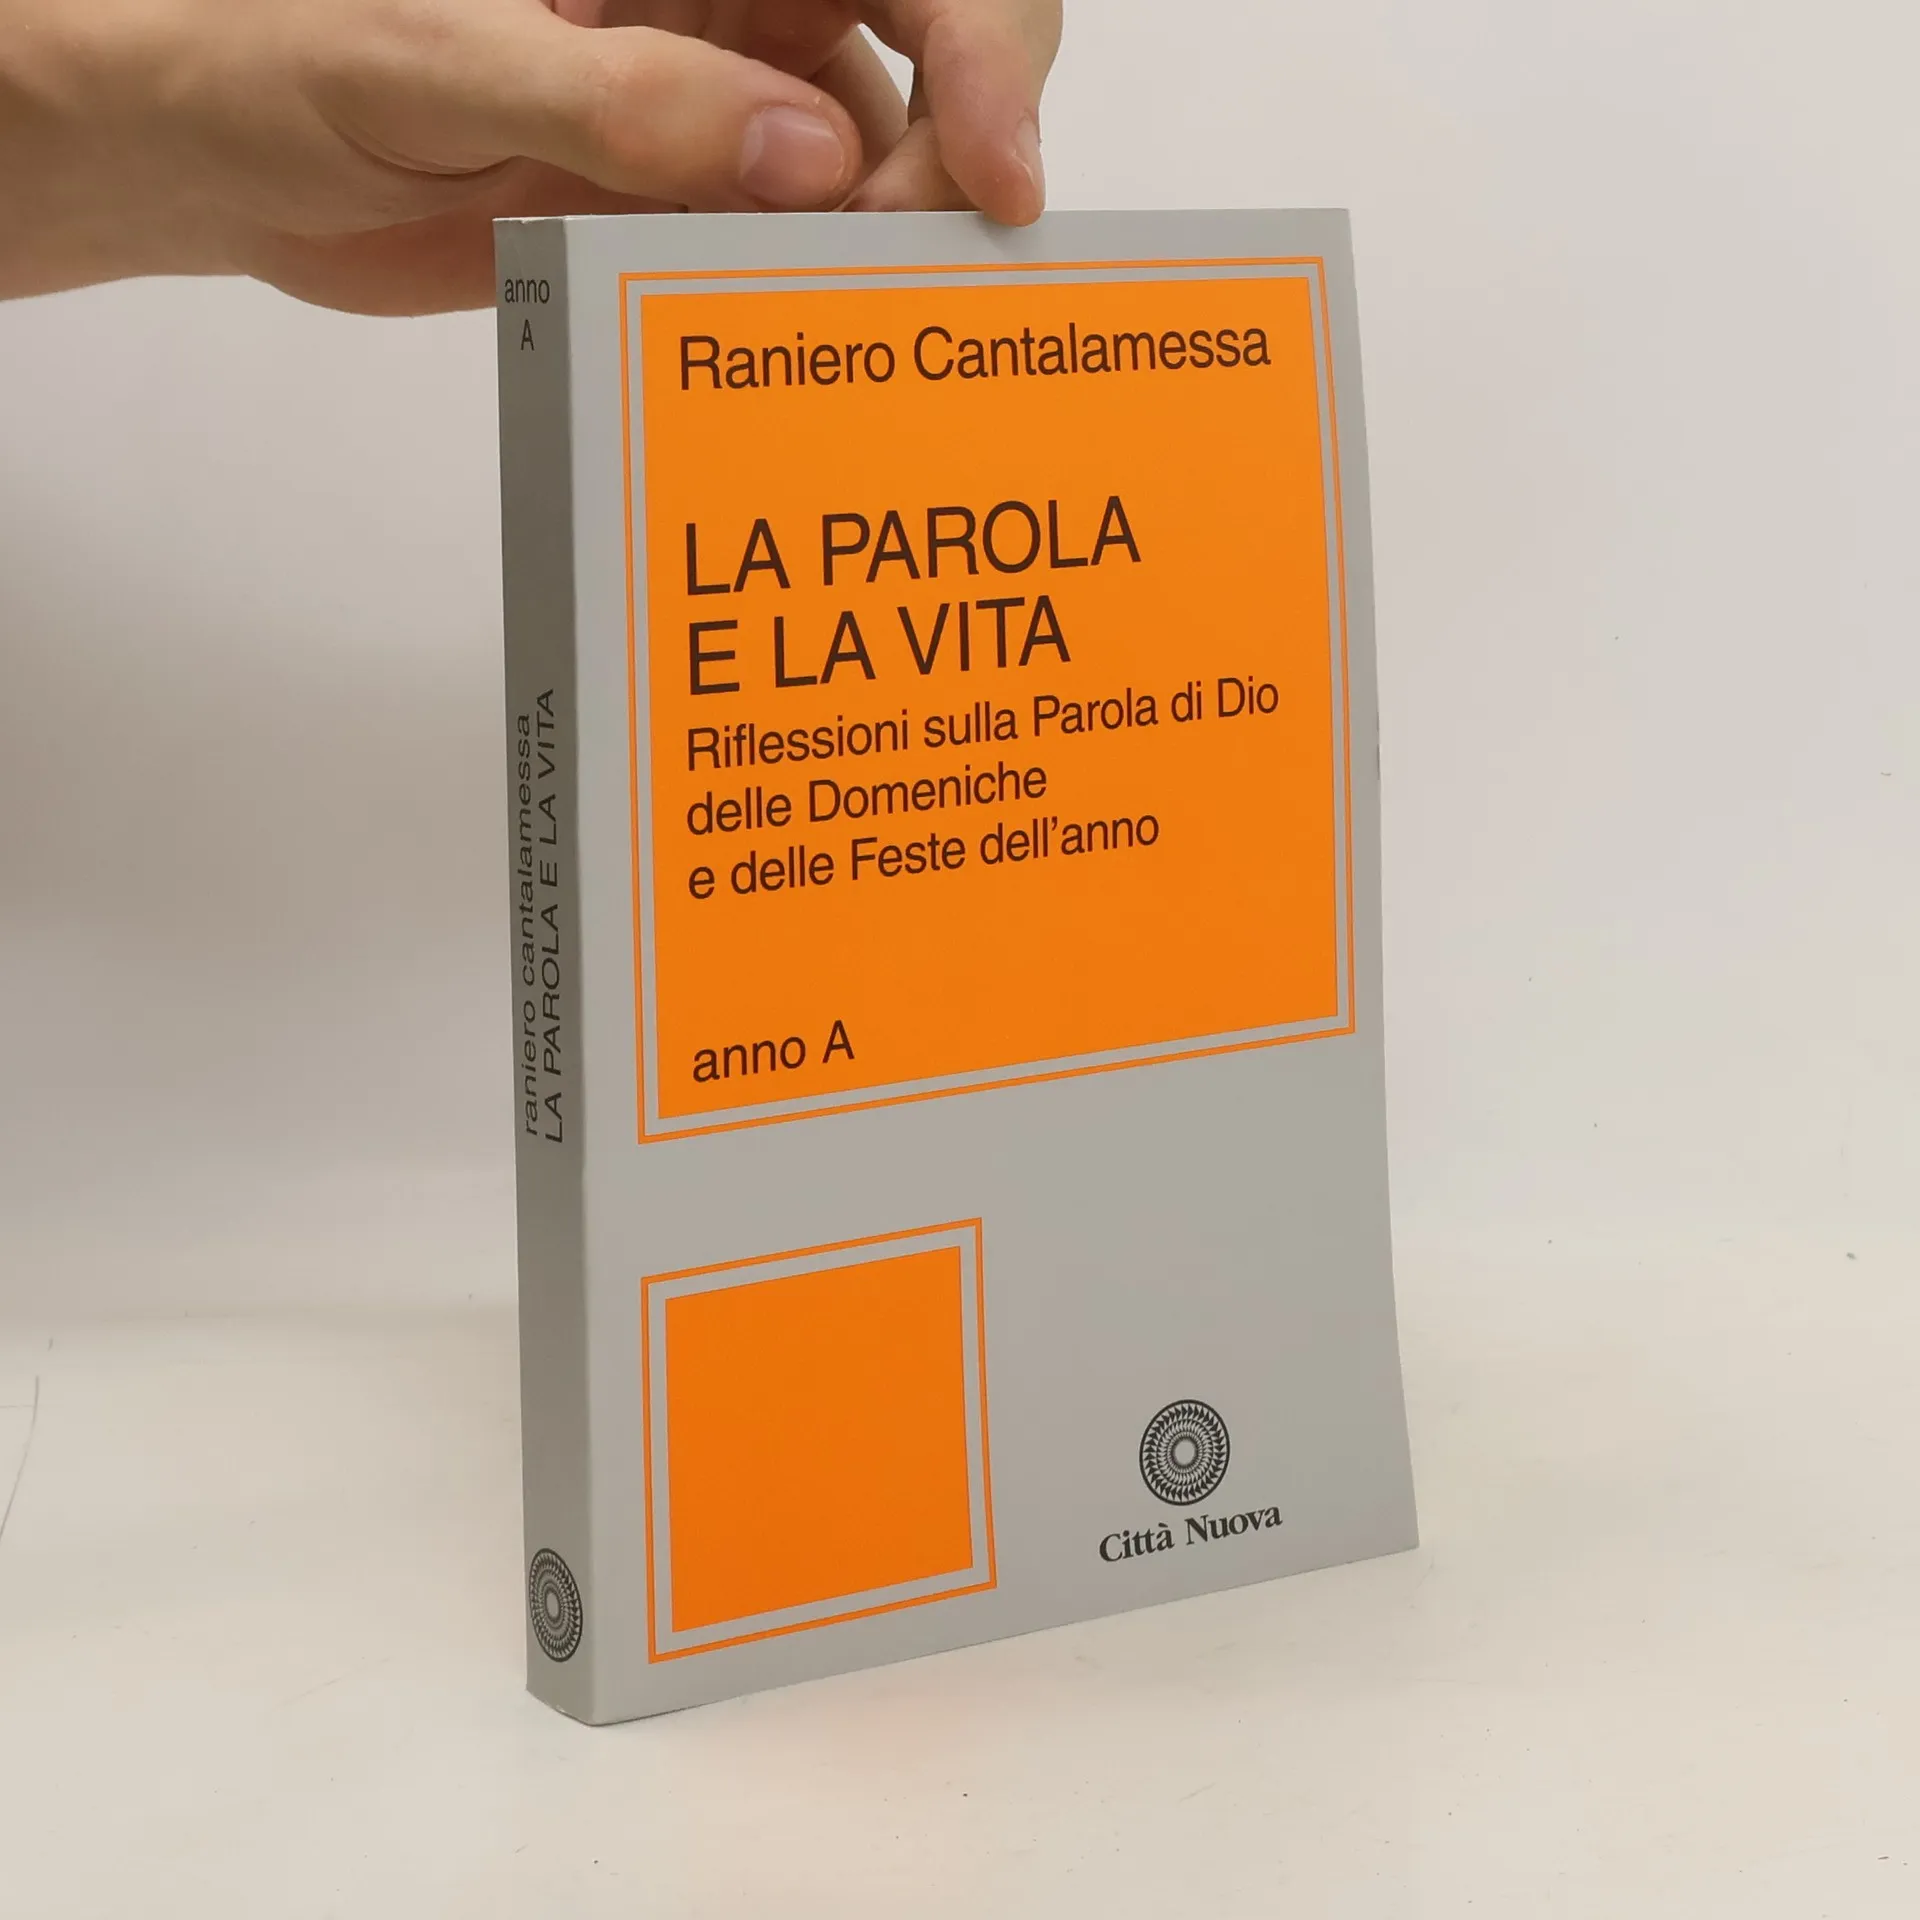 anno
A
raniero cantalamessa
LA PAROLA E LA VITA
Raniero Cantalamessa
LA PAROLA
E LA VITA
Riflessioni sulla Parola di Dio
delle Domeniche
e delle Feste dell'anno
anno A
Città Nuova